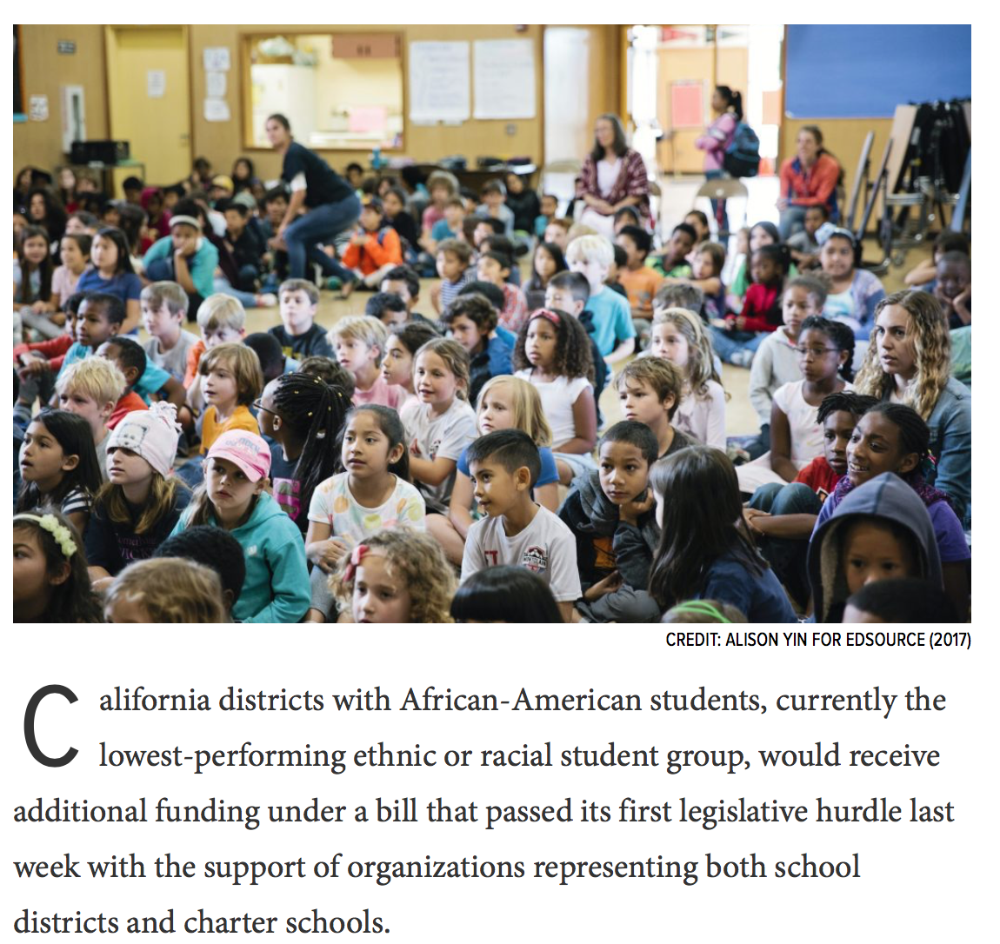 CREDIT: ALISON YIN FOR EDSOURCE (2017)
California districts with African-American students, currently the
lowest-performing ethnic or racial student group, would receive
additional funding under a bill that passed its first legislative hurdle last
week with the support of organizations representing both school
districts and charter schools.